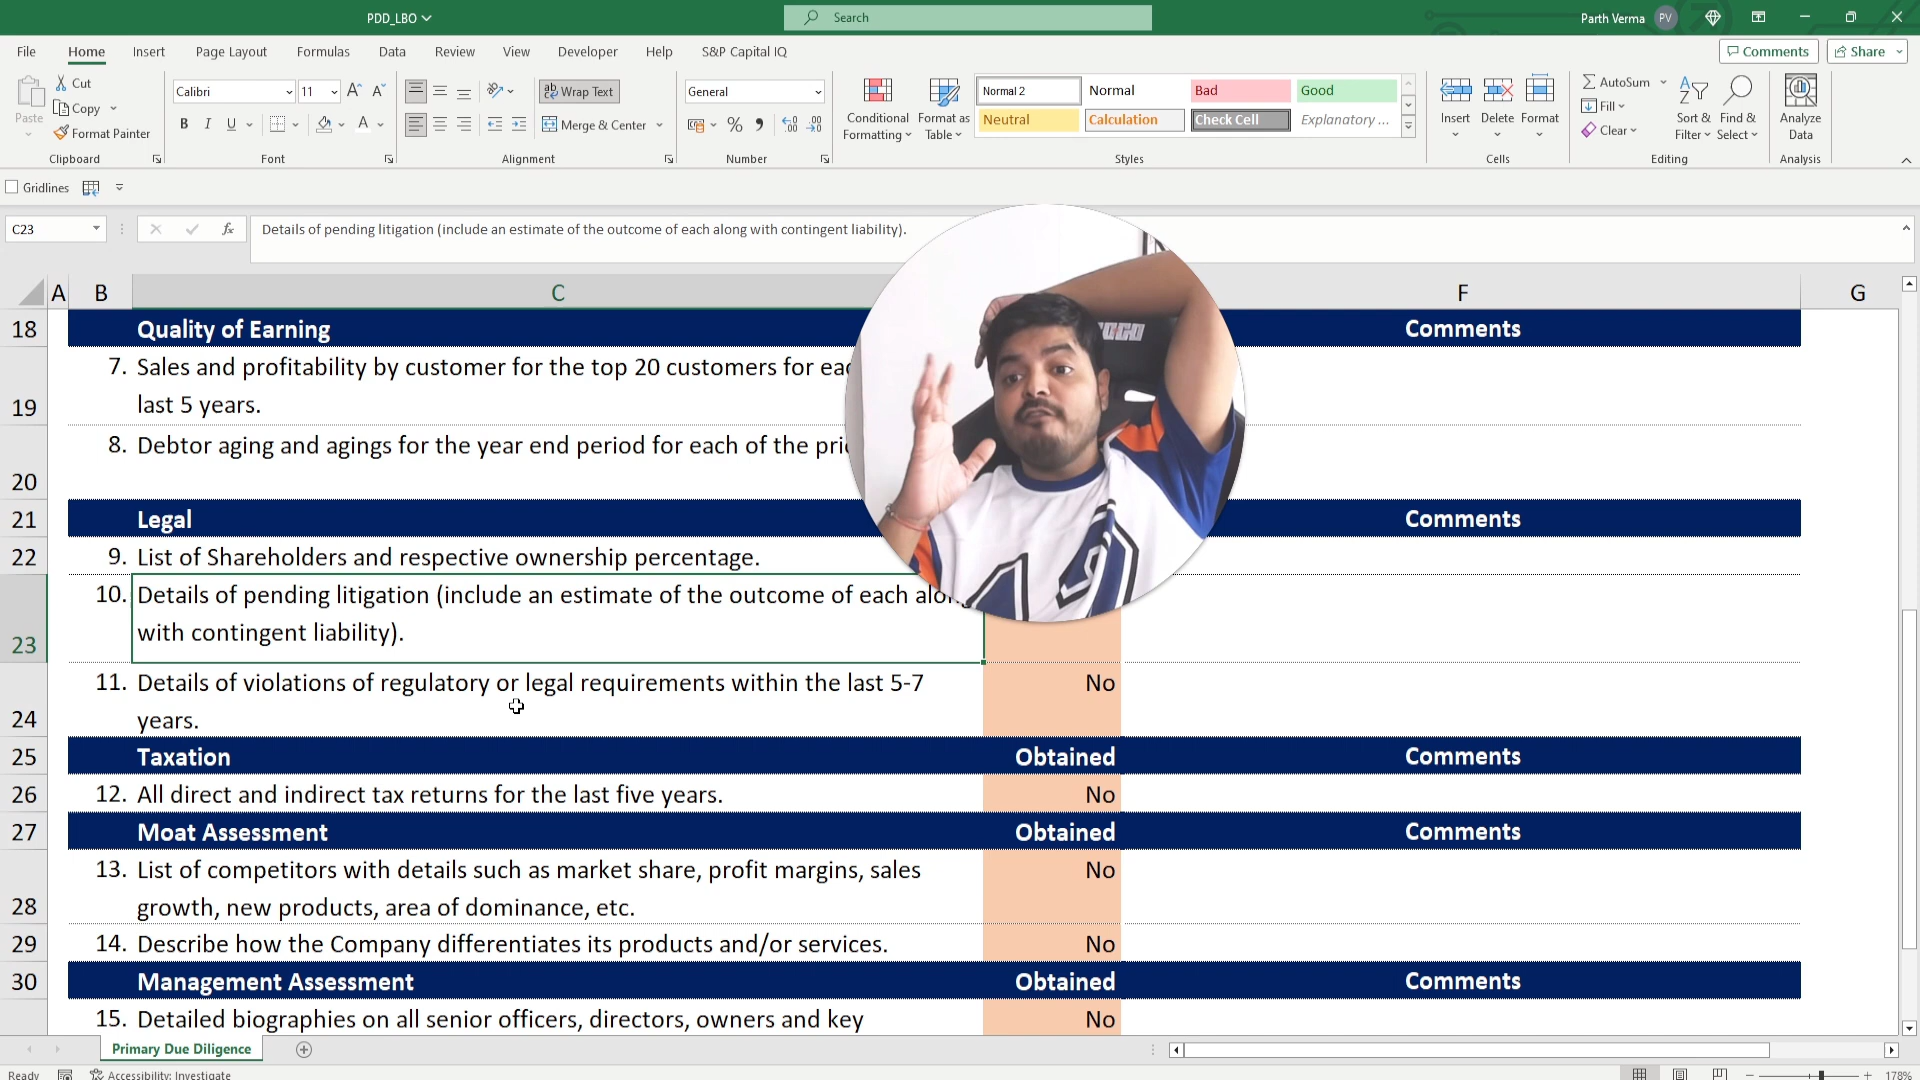 PDD_LBO
Search
Parth Verma
PV
File
Home
Insert
Page Layout
Formulas
Data
Review
View
Developer
Help
S&P Capital IQ
Comments
Share
Paste
Cut
Copy
Format Painter
Clipboard
Calibri
11
B I U
Font
Wrap Text
Merge & Center
Alignment
General
Number
Conditional
Formatting
Format as
Table
Normal 2
Normal
Bad
Good
Neutral
Calculation
Check Cell
Explanatory ...
Styles
Insert
Delete
Format
Cells
AutoSum
Fill
Clear
Sort &
Filter
Find &
Select
Editing
Analyze
Data
Analysis
Gridlines
C23
fx
Details of pending litigation (include an estimate of the outcome of each along with contingent liability).
A B C F G
18 Quality of Earning Comments
7. Sales and profitability by customer for the top 20 customers for
19 last 5 years.
8. Debtor aging and agings for the year end period for each of the
20
21 Legal Comments
22 9. List of Shareholders and respective ownership percentage.
10. Details of pending litigation (include an estimate of the outcome of each along
23 with contingent liability).
11. Details of violations of regulatory or legal requirements within the last 5-7 No
24 years.
25 Taxation Obtained Comments
26 12. All direct and indirect tax returns for the last five years. No
27 Moat Assessment Obtained Comments
13. List of competitors with details such as market share, profit margins, sales No
28 growth, new products, area of dominance, etc.
29 14. Describe how the Company differentiates its products and/or services. No
30 Management Assessment Obtained Comments
15. Detailed biographies on all senior officers, directors, owners and key No
Primary Due Diligence
Ready
Accessibility: Investigate
178%